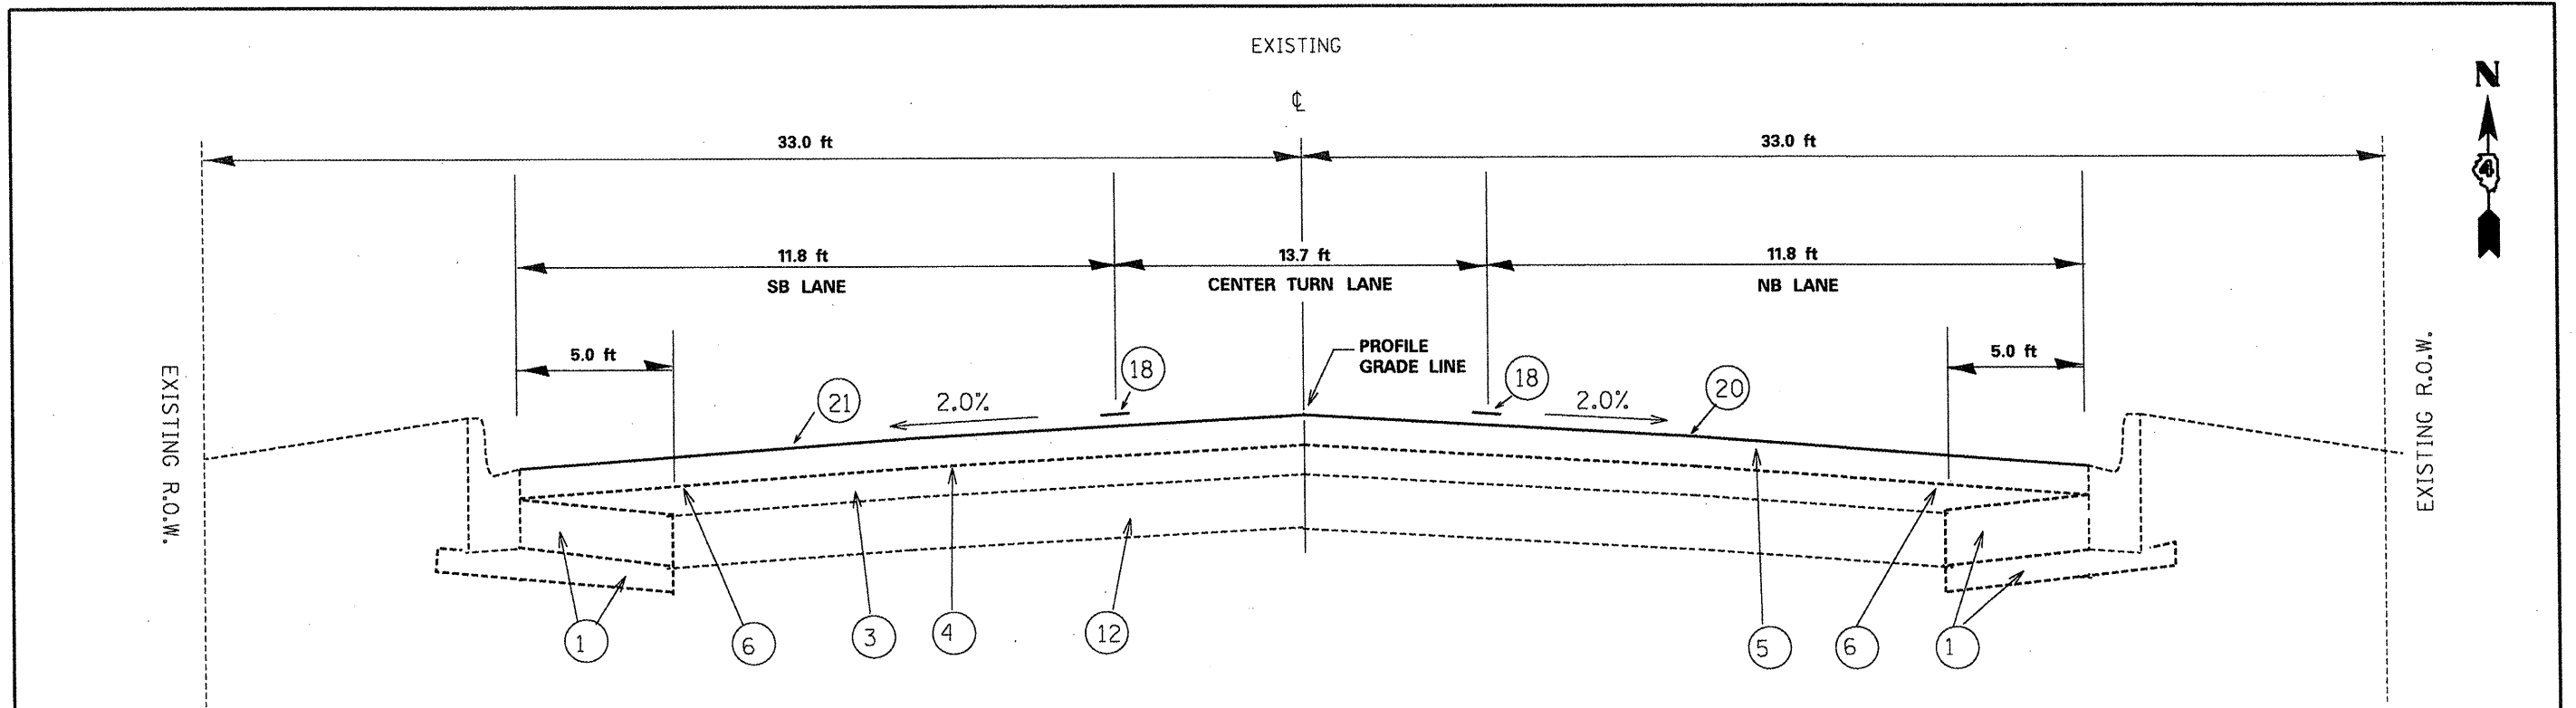 EXISTING
℄
N
33.0 ft
33.0 ft
4
11.8 ft
13.7 ft
11.8 ft
SB LANE
CENTER TURN LANE
NB LANE
5.0 ft
PROFILE
GRADE LINE
5.0 ft
EXISTING R.O.W.
EXISTING R.O.W.
18
18
21
2.0%
2.0%
20
1
6
3
4
12
5
6
1